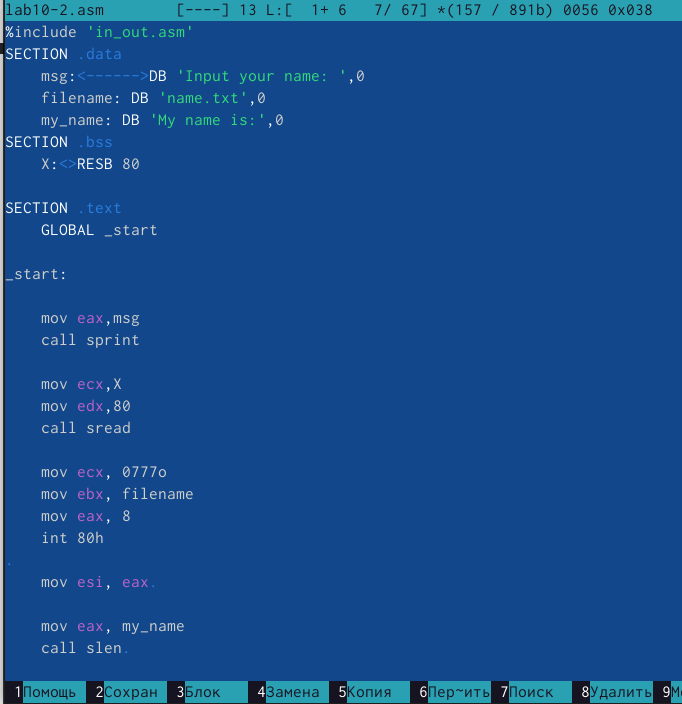 lab10-2.asm [----] 13 L:[ 1+ 6 7/ 67] *(157 / 891b) 0056 0x038
%include 'in_out.asm'
SECTION .data
msg:<------>DB 'Input your name: ',0
filename: DB 'name.txt',0
my_name: DB 'My name is:',0
SECTION .bss
X:<>RESB 80
SECTION .text
GLOBAL _start
_start:
mov eax,msg
call sprint
mov ecx,X
mov edx,80
call sread
mov ecx, 0777o
mov ebx, filename
mov eax, 8
int 80h
.
mov esi, eax.
mov eax, my_name
call slen.
1Помощь 2Сохран 3Блок 4Замена 5Копия 6Пер~ить 7Поиск 8Удалить 9М